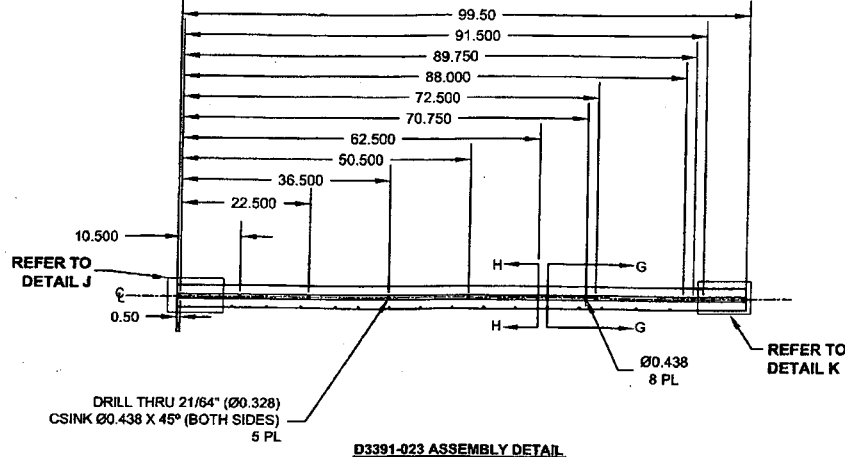 99.50
91.500
89.750
88.000
72.500
70.750
62.500
50.500
36.500
22.500
10.500
REFER TO
DETAIL J
H
G
℄
0.50
H
G
Ø0.438
8 PL
REFER TO
DETAIL K
DRILL THRU 21/64" (Ø0.328)
CSINK Ø0.438 X 45° (BOTH SIDES)
5 PL
D3391-023 ASSEMBLY DETAIL